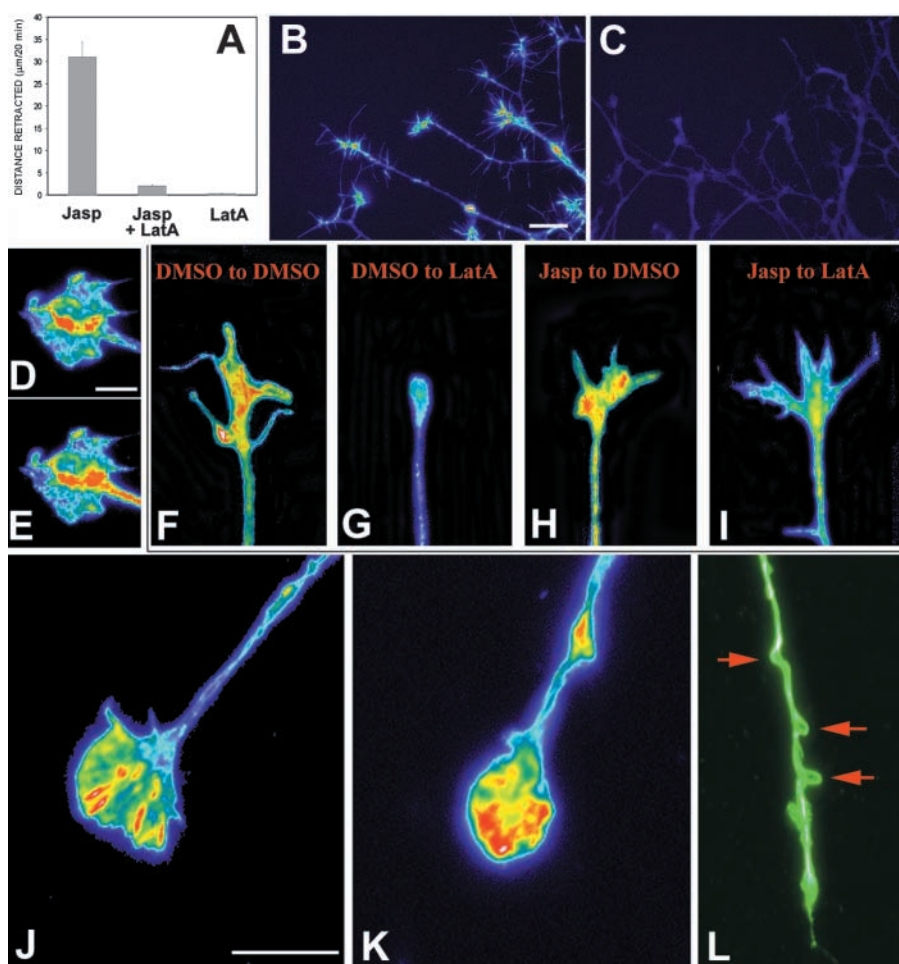 DISTANCE RETRACTED (µm/20 min)
40
35
30
25
20
15
10
5
0
Jasp
Jasp + LatA
LatA
A
B
C
D
E
DMSO to DMSO
F
DMSO to LatA
G
Jasp to DMSO
H
Jasp to LatA
I
J
K
L